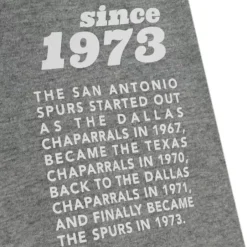 since
1973
THE SAN ANTONIO
SPURS STARTED OUT
AS THE DALLAS
CHAPARRALS IN 1967,
BECAME THE TEXAS
CHAPARRALS IN 1970,
BACK TO THE DALLAS
CHAPARRALS IN 1971,
AND FINALLY BECAME
THE SPURS IN 1973.